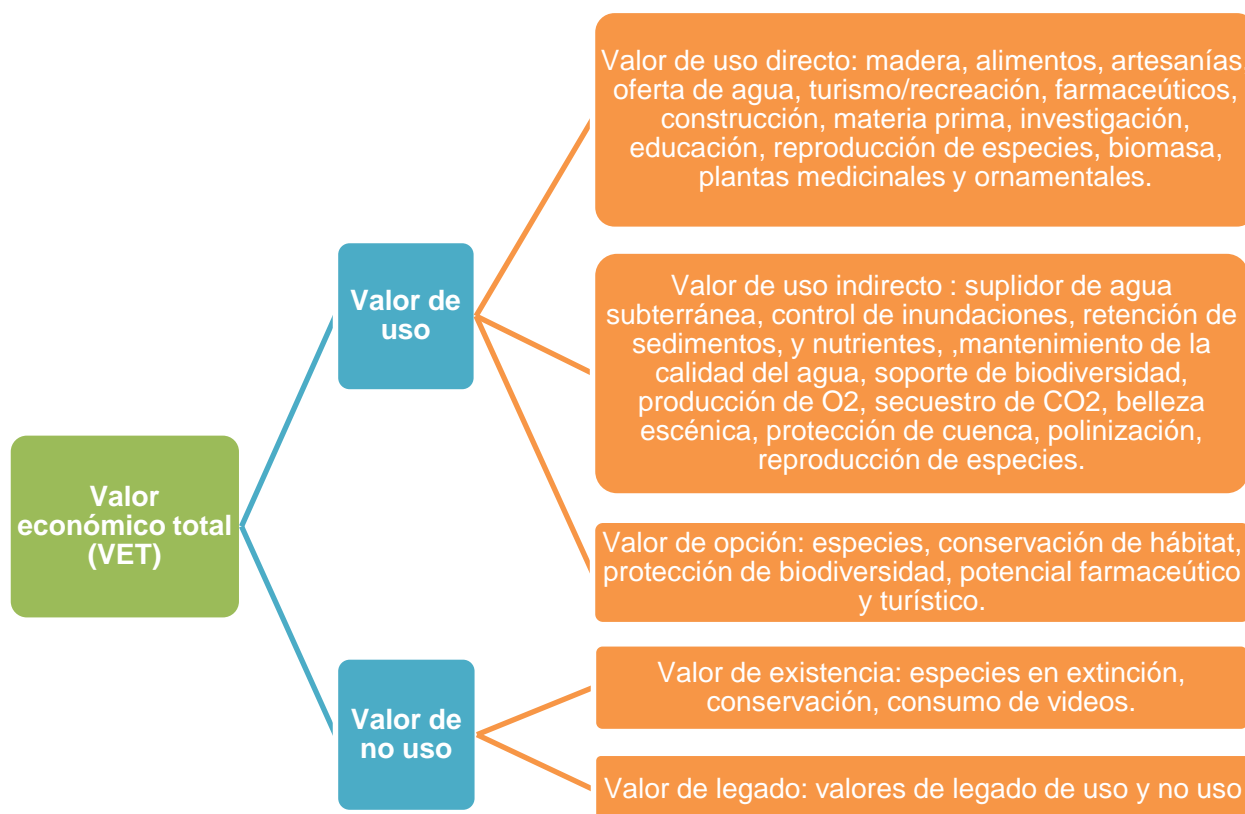 Valor de uso directo: madera, alimentos, artesanías
oferta de agua, turismo/recreación, farmaceúticos,
construcción, materia prima, investigación,
educación, reproducción de especies, biomasa,
plantas medicinales y ornamentales.
Valor de uso indirecto : suplidor de agua
subterránea, control de inundaciones, retención de
sedimentos, y nutrientes, ,mantenimiento de la
calidad del agua, soporte de biodiversidad,
producción de O2, secuestro de CO2, belleza
escénica, protección de cuenca, polinización,
reproducción de especies.
Valor de
uso
Valor
económico total
(VET)
Valor de opción: especies, conservación de hábitat,
protección de biodiversidad, potencial farmaceútico
y turístico.
Valor de existencia: especies en extinción,
conservación, consumo de videos.
Valor de
no uso
Valor de legado: valores de legado de uso y no uso